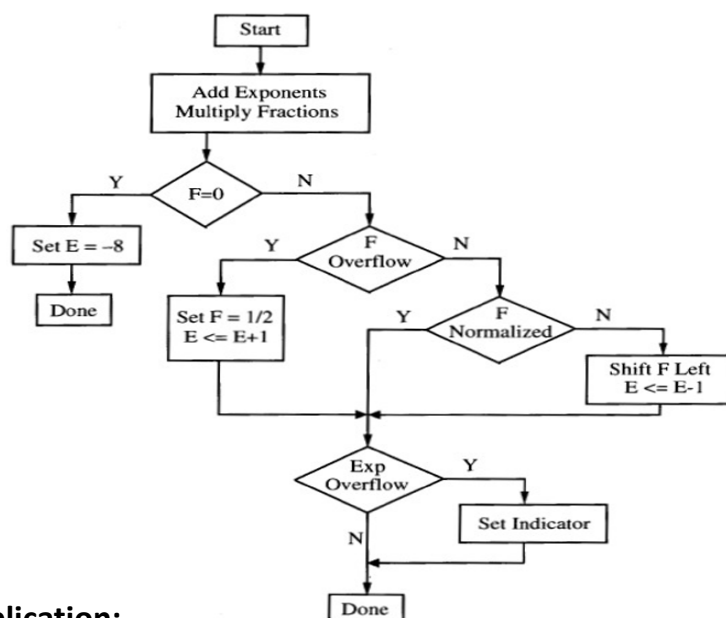 Start
Add Exponents
Multiply Fractions
Y
F=0
N
Set E = –8
Done
Y
F
Overflow
N
Set F = 1/2
E <= E+1
Y
F
Normalized
N
Shift F Left
E <= E-1
Exp
Overflow
Y
Set Indicator
N
Done